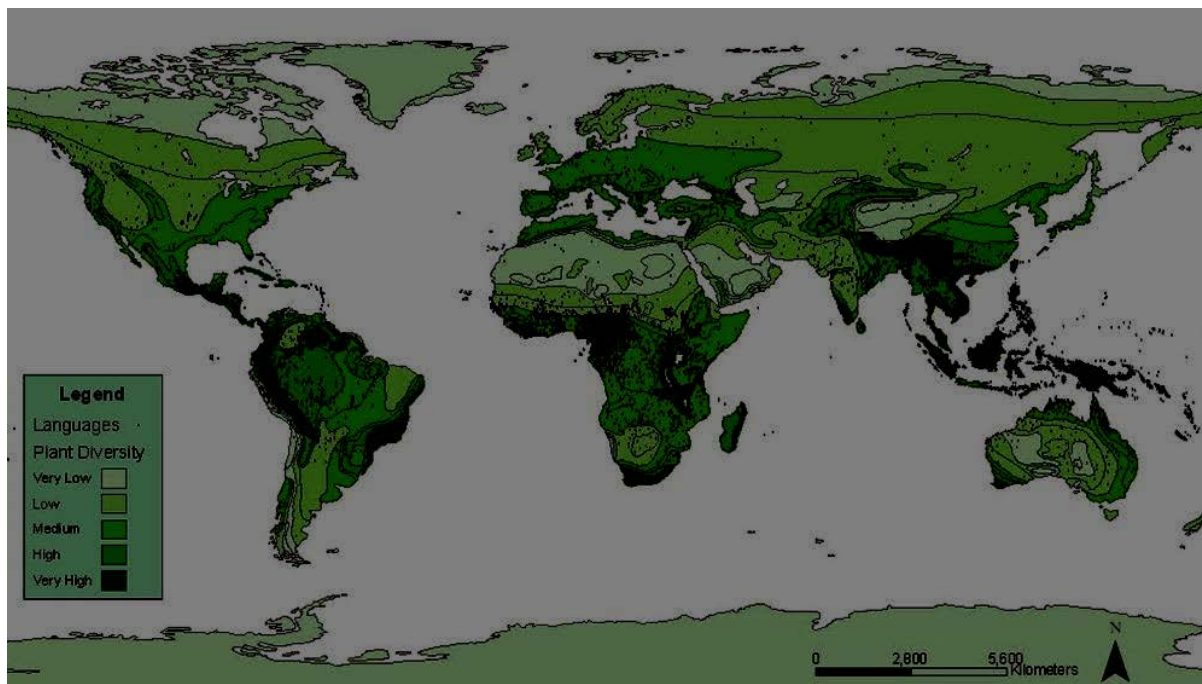 Legend
Languages
Plant Diversity
Very Low
Low
Medium
High
Very High
N
0 2,800 5,600
Kilometers